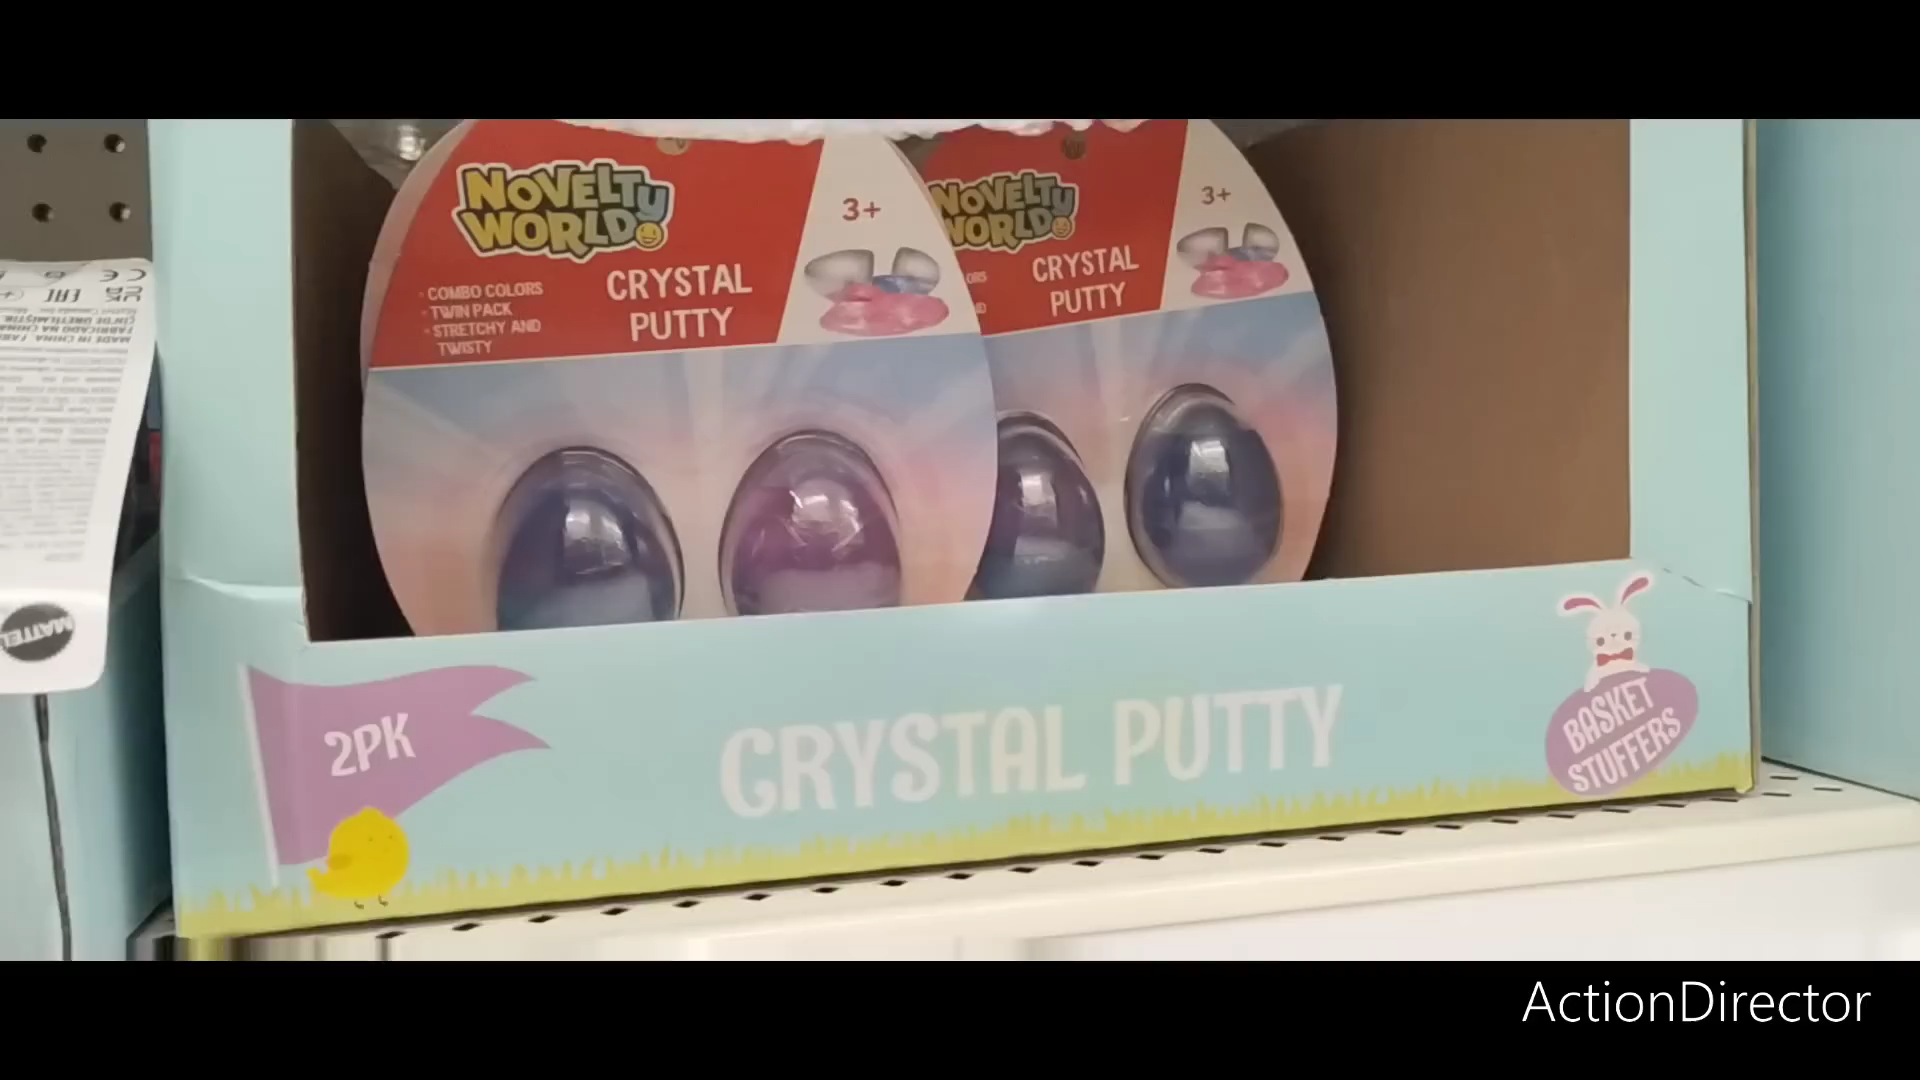 NOVELTY
WORLD
3+
CRYSTAL
PUTTY
· COMBO COLORS
· TWIN PACK
· STRETCHY AND
TWISTY
NOVELTY
WORLD
3+
CRYSTAL
PUTTY
MADE IN CHINA
MATTEL
2PK
CRYSTAL PUTTY
BASKET
STUFFERS
ActionDirector